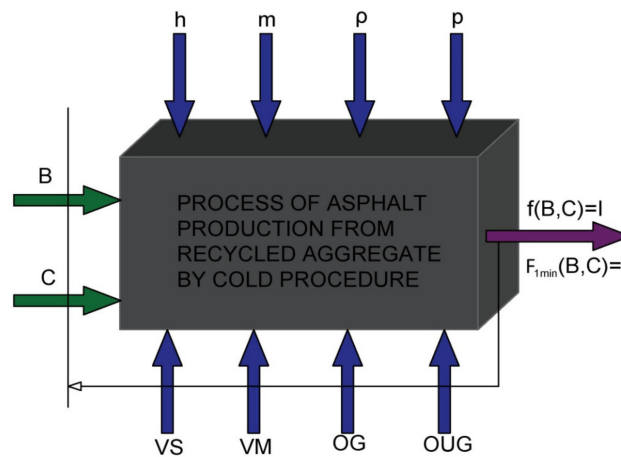 h m ρ p
B
PROCESS OF ASPHALT
PRODUCTION FROM
RECYCLED AGGREGATE
BY COLD PROCEDURE
C
f(B,C)=I
F1min(B,C)=
VS VM OG OUG